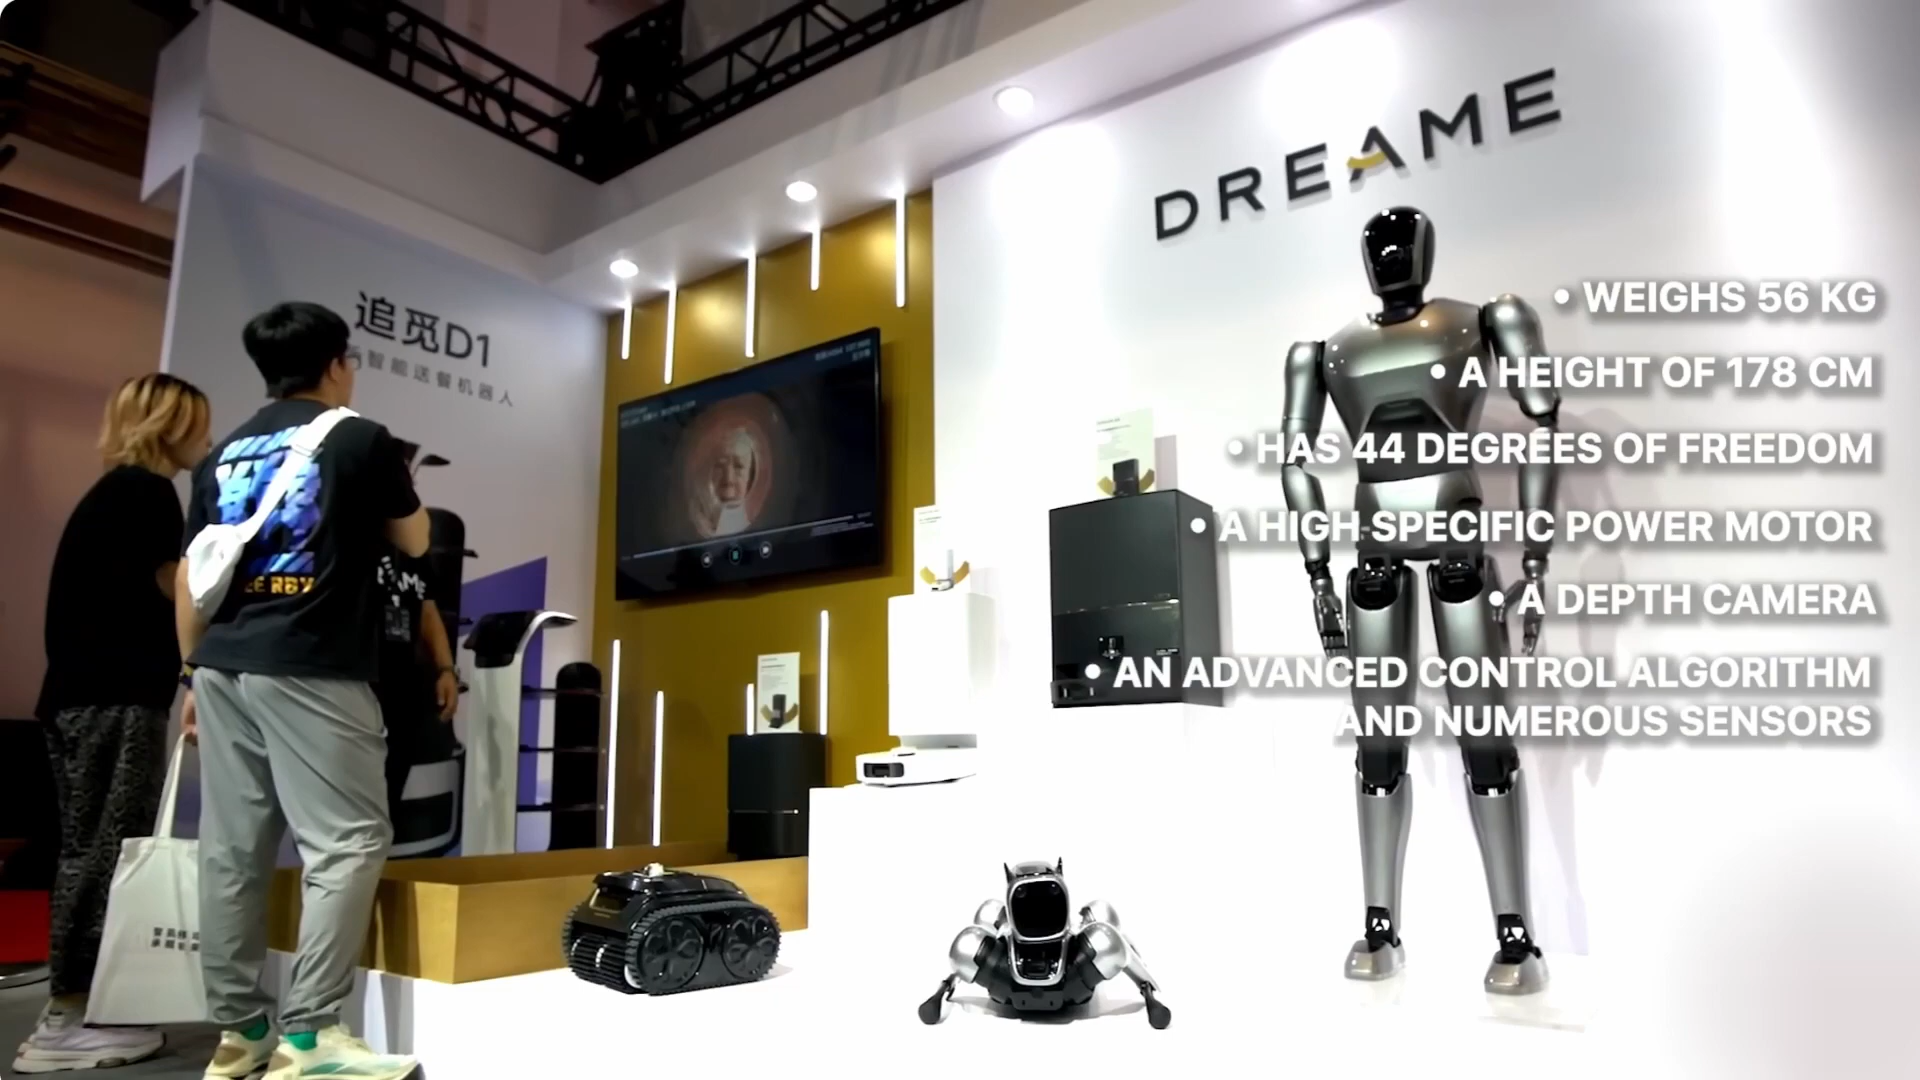 DREAME
追觅D1
智能送餐机器人
• WEIGHS 56 KG
• A HEIGHT OF 178 CM
• HAS 44 DEGREES OF FREEDOM
• A HIGH-SPECIFIC POWER MOTOR
• A DEPTH CAMERA
• AN ADVANCED CONTROL ALGORITHM
AND NUMEROUS SENSORS